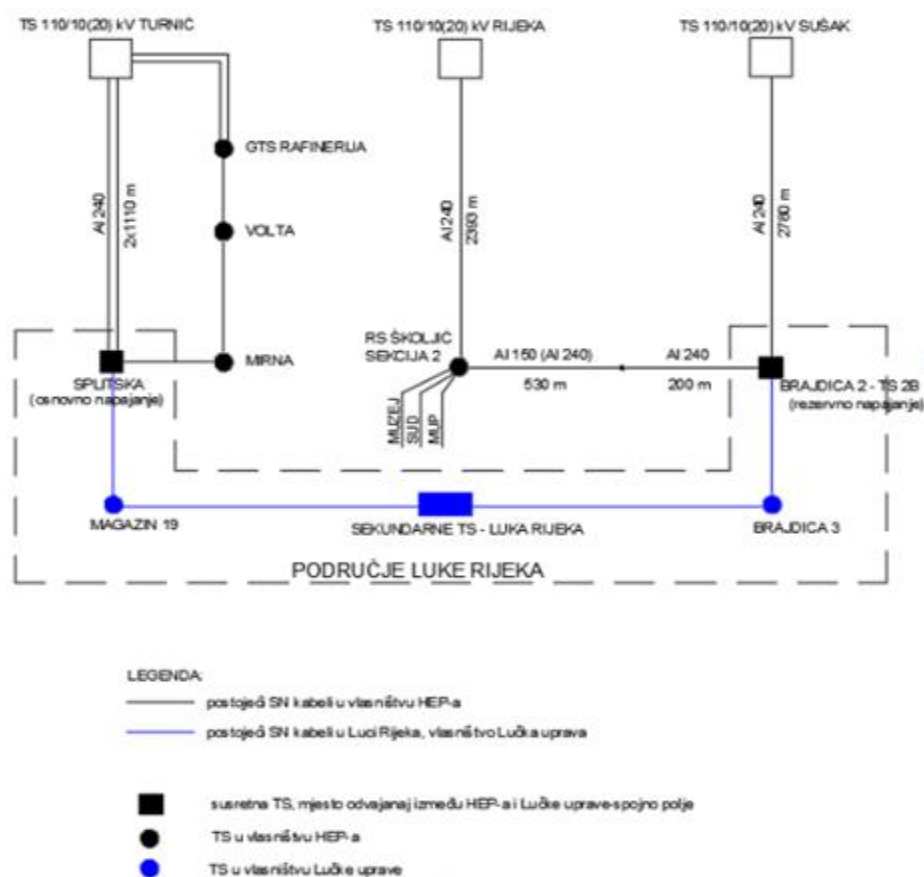 TS 110/10(20) kV TURNIĆ
TS 110/10(20) kV RIJEKA
TS 110/10(20) kV SUŠAK
GTS RAFINERIJA
VOLTA
MIRNA
Al 240
2x1110 m
Al 240
2393 m
Al 240
2780 m
RS ŠKOLJIĆ
SEKCIJA 2
Al 150 (Al 240)
530 m
Al 240
200 m
MUZEJ
SUD
MUP
SPLITSKA
(osnovno napajanje)
BRAJDICA 2 - TS 2B
(rezervno napajanje)
MAGAZIN 19
SEKUNDARNE TS - LUKA RIJEKA
BRAJDICA 3
PODRUČJE LUKE RIJEKA
LEGENDA:
postojeći SN kabeli u vlasništvu HEP-a
postojeći SN kabeli u Luci Rijeka, vlasništvo Lučka uprava
susretna TS, mjesto odvajanaj između HEP-a i Lučke uprave-spojno polje
TS u vlasništvu HEP-a
TS u vlasništvu Lučke uprave